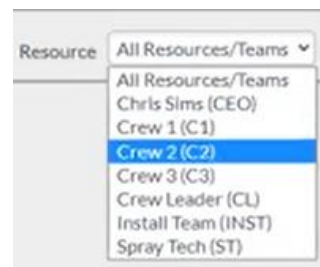 Resource All Resources/Teams
All Resources/Teams
Chris Sims (CEO)
Crew 1 (C1)
Crew 2 (C2)
Crew 3 (C3)
Crew Leader (CL)
Install Team (INST)
Spray Tech (ST)